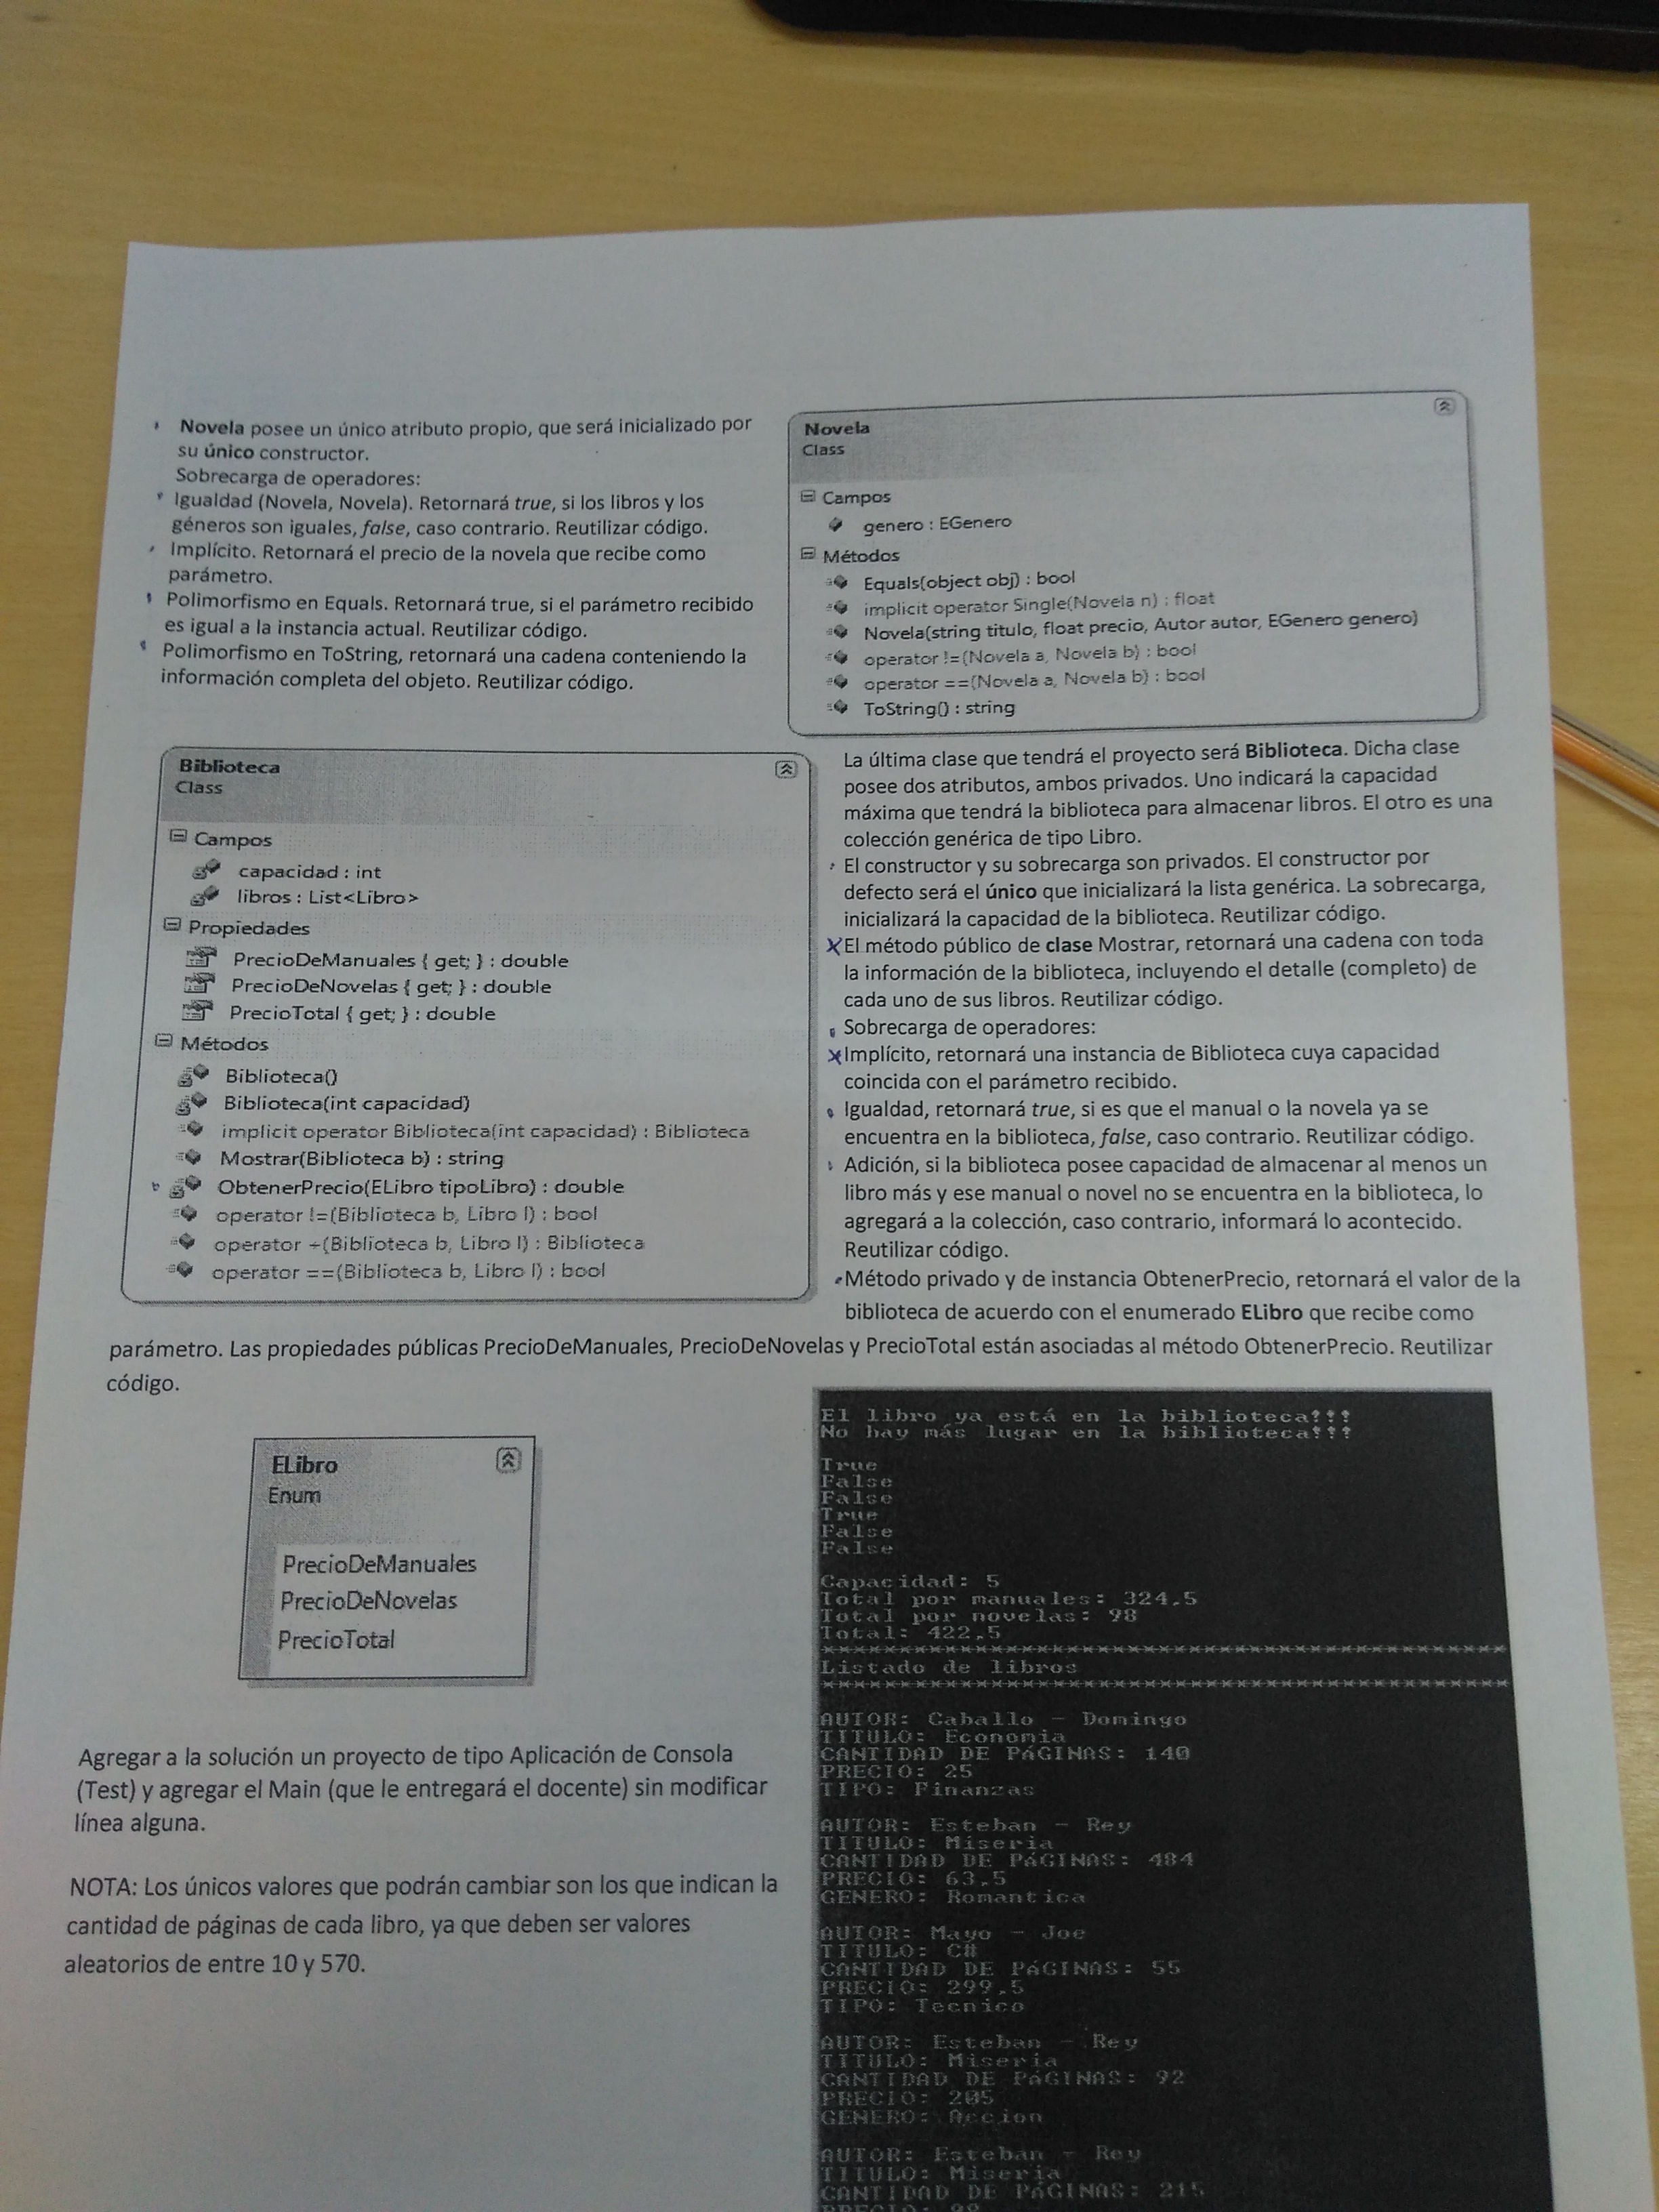 Novela posee un único atributo propio, que será inicializado por
su único constructor.
Sobrecarga de operadores:
Igualdad (Novela, Novela). Retornará true, si los libros y los
géneros son iguales, false, caso contrario. Reutilizar código.
Implícito. Retornará el precio de la novela que recibe como
parámetro.
Polimorfismo en Equals. Retornará true, si el parámetro recibido
es igual a la instancia actual. Reutilizar código.
Polimorfismo en ToString, retornará una cadena conteniendo la
información completa del objeto. Reutilizar código.
Novela
Class
Campos
genero : EGenero
Métodos
Equals(object obj) : bool
implicit operator Single(Novela n) : float
Novela(string titulo, float precio, Autor autor, EGenero genero)
operator !=(Novela a, Novela b) : bool
operator ==(Novela a, Novela b) : bool
ToString() : string
Biblioteca
Class
Campos
capacidad : int
libros : List<Libro>
Propiedades
PrecioDeManuales { get; } : double
PrecioDeNovelas { get; } : double
PrecioTotal { get; } : double
Métodos
Biblioteca()
Biblioteca(int capacidad)
implicit operator Biblioteca(int capacidad) : Biblioteca
Mostrar(Biblioteca b) : string
ObtenerPrecio(ELibro tipoLibro) : double
operator !=(Biblioteca b, Libro l) : bool
operator +(Biblioteca b, Libro l) : Biblioteca
operator ==(Biblioteca b, Libro l) : bool
La última clase que tendrá el proyecto será Biblioteca. Dicha clase
posee dos atributos, ambos privados. Uno indicará la capacidad
máxima que tendrá la biblioteca para almacenar libros. El otro es una
colección genérica de tipo Libro.
El constructor y su sobrecarga son privados. El constructor por
defecto será el único que inicializará la lista genérica. La sobrecarga,
inicializará la capacidad de la biblioteca. Reutilizar código.
El método público de clase Mostrar, retornará una cadena con toda
la información de la biblioteca, incluyendo el detalle (completo) de
cada uno de sus libros. Reutilizar código.
Sobrecarga de operadores:
Implícito, retornará una instancia de Biblioteca cuya capacidad
coincida con el parámetro recibido.
Igualdad, retornará true, si es que el manual o la novela ya se
encuentra en la biblioteca, false, caso contrario. Reutilizar código.
Adición, si la biblioteca posee capacidad de almacenar al menos un
libro más y ese manual o novel no se encuentra en la biblioteca, lo
agregará a la colección, caso contrario, informará lo acontecido.
Reutilizar código.
Método privado y de instancia ObtenerPrecio, retornará el valor de la
biblioteca de acuerdo con el enumerado ELibro que recibe como
parámetro. Las propiedades públicas PrecioDeManuales, PrecioDeNovelas y PrecioTotal están asociadas al método ObtenerPrecio. Reutilizar
código.
ELibro
Enum
PrecioDeManuales
PrecioDeNovelas
PrecioTotal
Agregar a la solución un proyecto de tipo Aplicación de Consola
(Test) y agregar el Main (que le entregará el docente) sin modificar
línea alguna.
NOTA: Los únicos valores que podrán cambiar son los que indican la
cantidad de páginas de cada libro, ya que deben ser valores
aleatorios de entre 10 y 570.
El libro ya está en la biblioteca!!!
No hay más lugar en la biblioteca!!!
True
False
False
True
False
False
Capacidad: 5
Total por manuales: 324,5
Total por novelas: 98
Total: 422,5
Listado de libros
AUTOR: Caballo - Domingo
TITULO: Economia
CANTIDAD DE PÁGINAS: 140
PRECIO: 25
TIPO: Finanzas
AUTOR: Esteban - Rey
TITULO: Miseria
CANTIDAD DE PÁGINAS: 484
PRECIO: 63,5
GENERO: Romantica
AUTOR: Mayo - Joe
TITULO: C#
CANTIDAD DE PÁGINAS: 55
PRECIO: 299,5
TIPO: Tecnico
AUTOR: Esteban - Rey
TITULO: Miseria
CANTIDAD DE PÁGINAS: 92
PRECIO: 205
GENERO: Accion
AUTOR: Esteban - Rey
TITULO: Miseria
CANTIDAD DE PÁGINAS: 215
PRECIO: 98